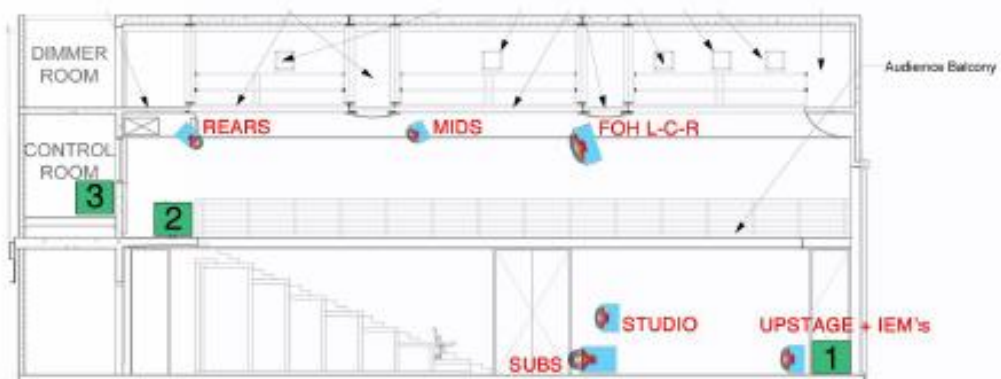 DIMMER
ROOM
Audience Balcony
REARS
MIDS
FOH L-C-R
CONTROL
ROOM
3
2
STUDIO
UPSTAGE + IEM's
SUBS
1